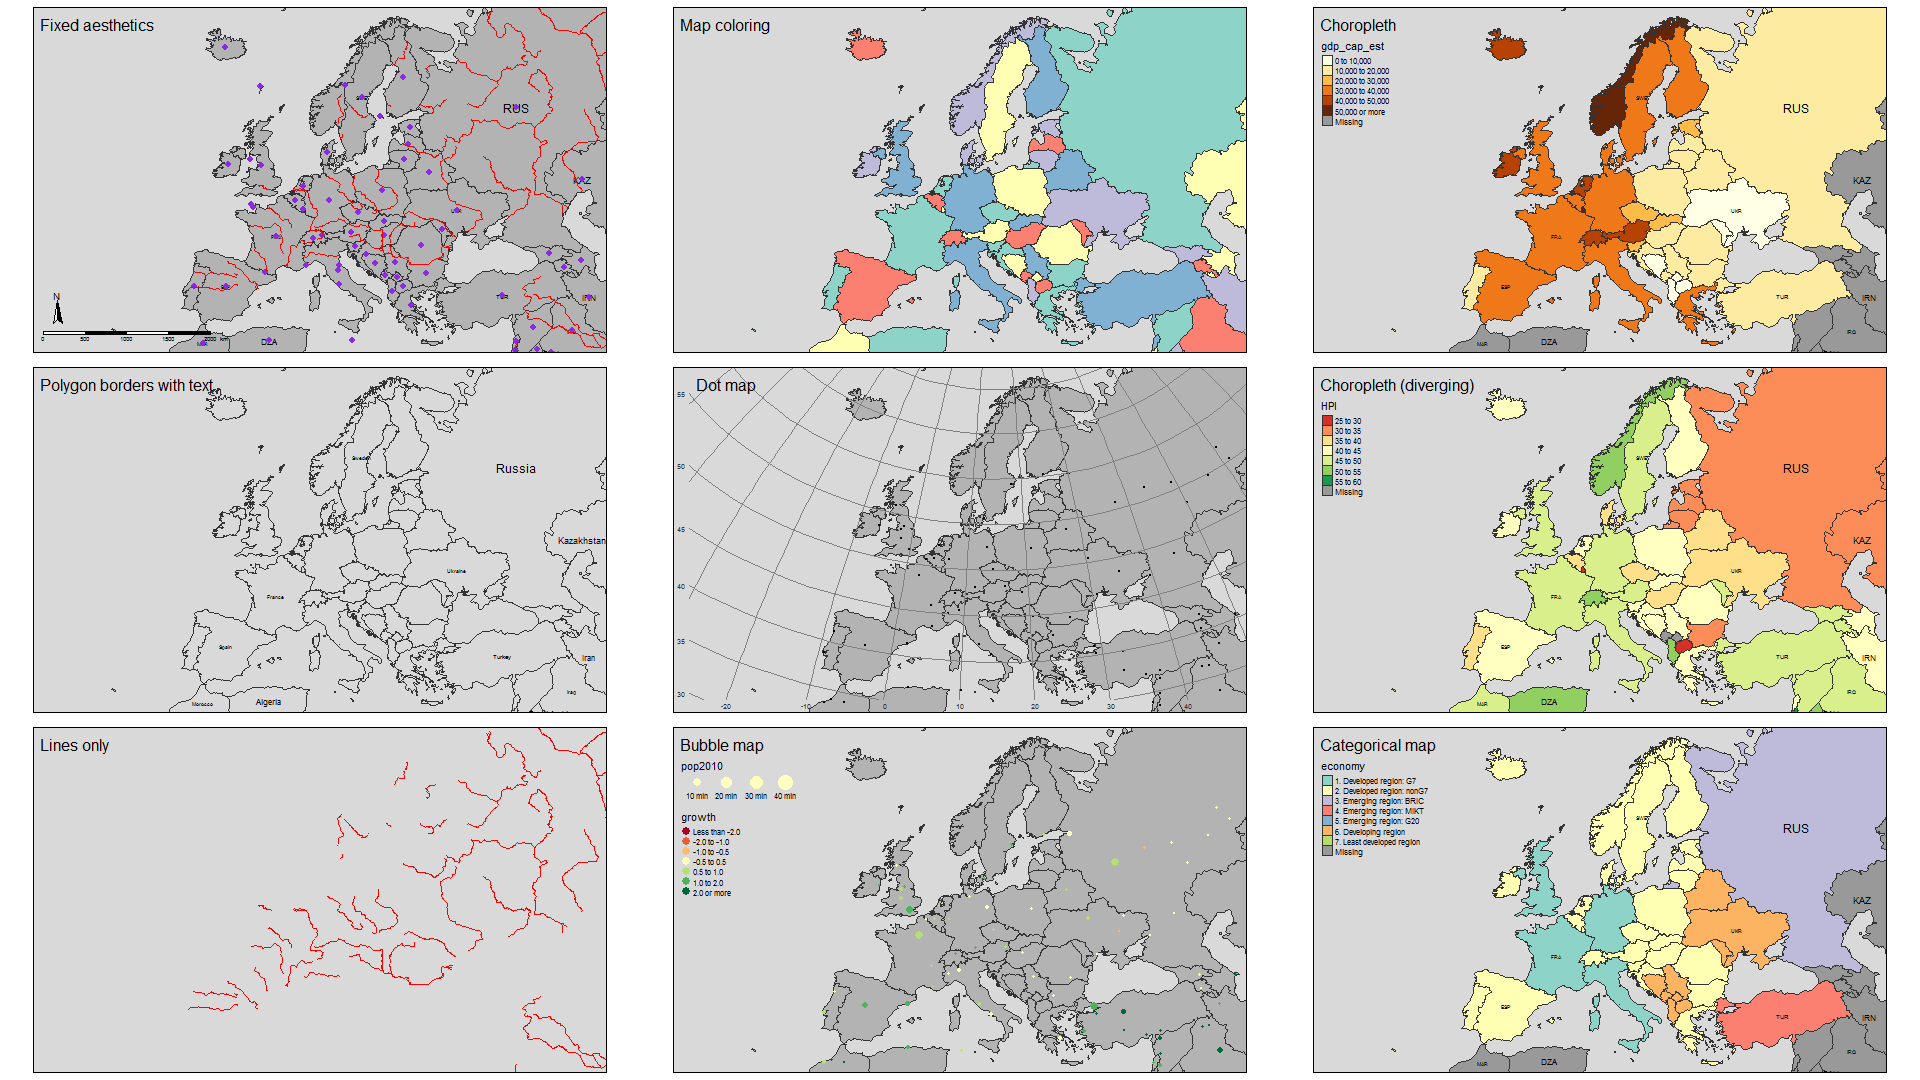 Fixed aesthetics
RUS
KAZ
TUR
IRN
DZA
N
0 500 1000 1500 2000 km
Map coloring
Choropleth
gdp_cap_est
0 to 10,000
10,000 to 20,000
20,000 to 30,000
30,000 to 40,000
40,000 to 50,000
50,000 or more
Missing
SWE
RUS
KAZ
UKR
FRA
ESP
TUR
IRN
IRQ
MAR
DZA
Polygon borders with text
Sweden
Russia
Kazakhstan
Ukraine
France
Spain
Turkey
Iran
Iraq
Morocco
Algeria
Dot map
55
50
45
40
35
30
-20 -10 0 10 20 30 40
Choropleth (diverging)
HPI
25 to 30
30 to 35
35 to 40
40 to 45
45 to 50
50 to 55
55 to 60
Missing
SWE
RUS
KAZ
UKR
FRA
ESP
TUR
IRN
IRQ
MAR
DZA
Lines only
Bubble map
pop2010
10 mln 20 mln 30 mln 40 mln
growth
Less than -2.0
-2.0 to -1.0
-1.0 to -0.5
-0.5 to 0.5
0.5 to 1.0
1.0 to 2.0
2.0 or more
Categorical map
economy
1. Developed region: G7
2. Developed region: nonG7
3. Emerging region: BRIC
4. Emerging region: MIKT
5. Emerging region: G20
6. Developing region
7. Least developed region
Missing
SWE
RUS
KAZ
UKR
FRA
ESP
TUR
IRN
IRQ
MAR
DZA